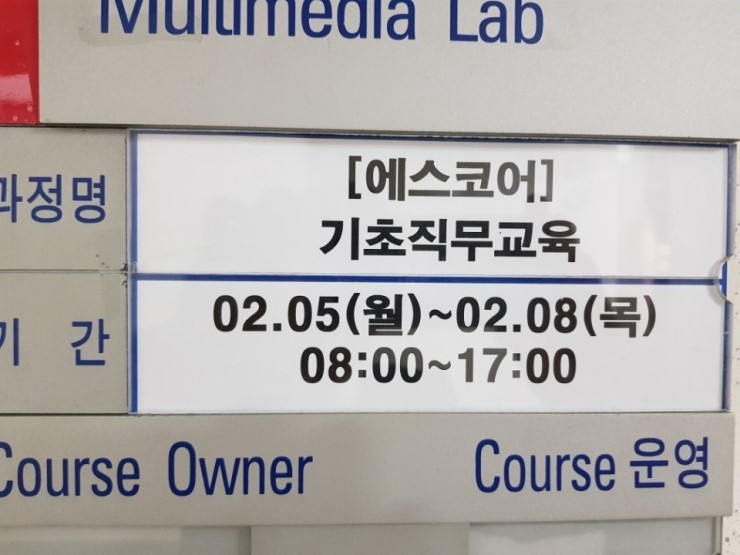 Multimedia Lab
과정명
[에스코어]
기초직무교육
기 간
02.05(월)~02.08(목)
08:00~17:00
Course Owner
Course 운영